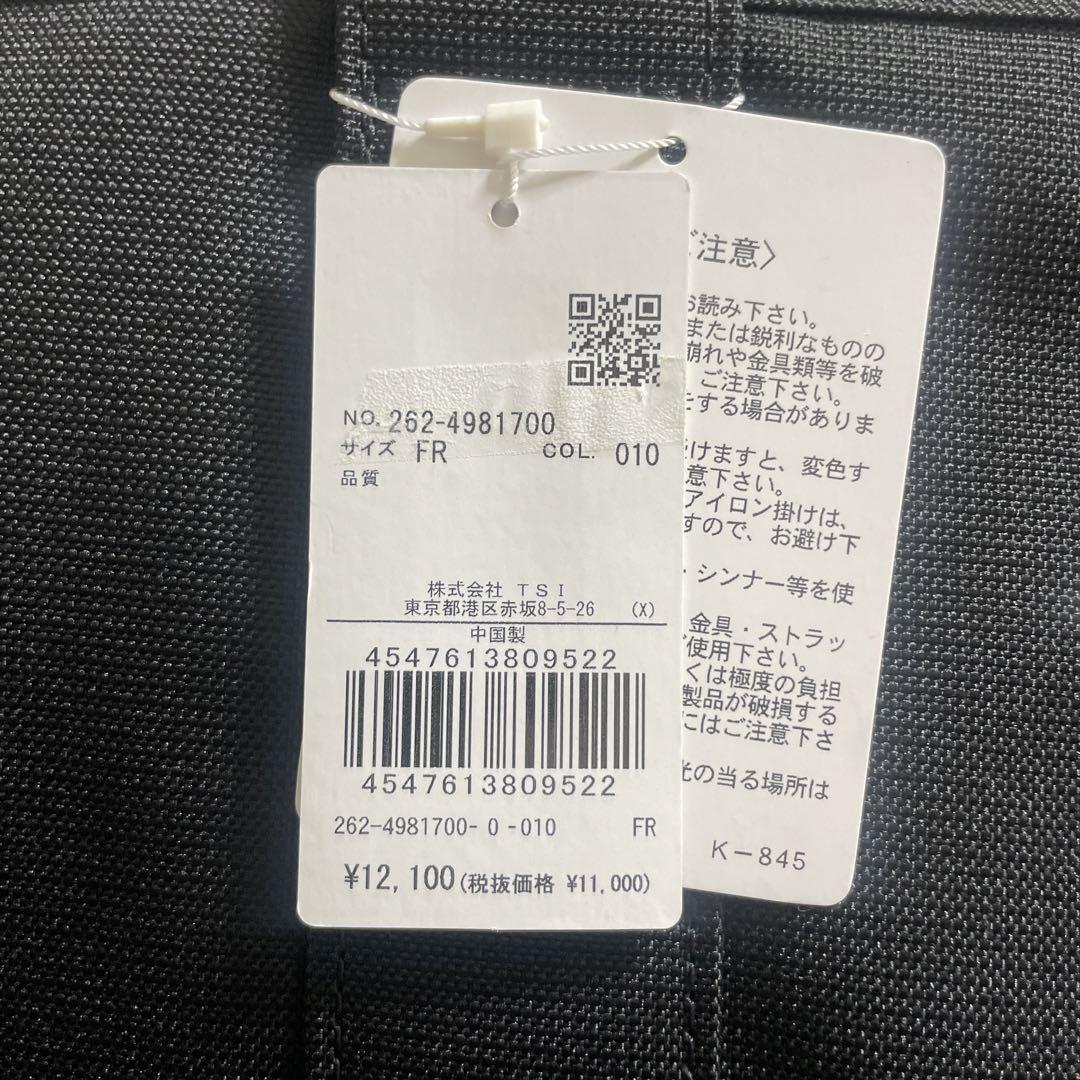 NO. 262-4981700
サイズ FR COL. 010
品質
株式会社 TSI
東京都港区赤坂8-5-26 (X)
中国製
4547613809522
4547613809522
262-4981700- 0 -010 FR
¥12,100(税抜価格 ¥11,000)
ご注意〉
お読み下さい。
または鋭利なものの
崩れや金具類等を破
ご注意下さい。
をする場合がありま
けますと、変色す
意下さい。
アイロン掛けは、
すので、お避け下
・シンナー等を使
金具・ストラッ
ご使用下さい。
くは極度の負担
製品が破損する
にはご注意下さ
光の当る場所は
K-845